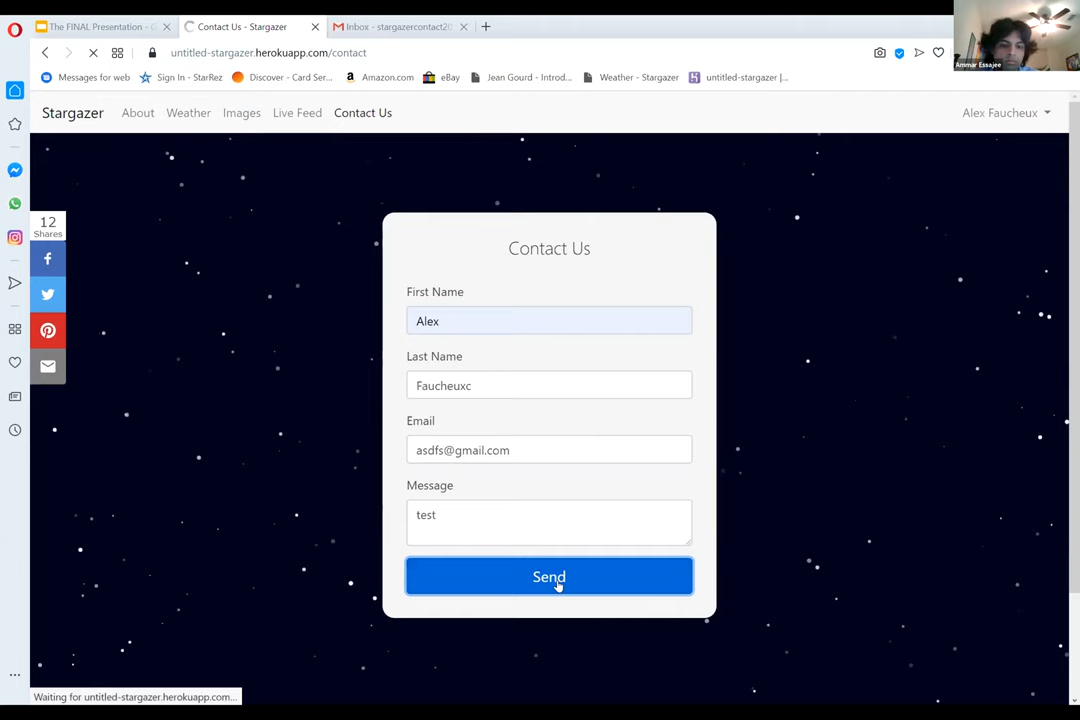 The FINAL Presentation - G
Contact Us - Stargazer
Inbox - stargazercontact20
untitled-stargazer.herokuapp.com/contact
Messages for web
Sign In - StarRez
Discover - Card Ser...
Amazon.com
eBay
Jean Gourd - Introd...
Weather - Stargazer
untitled-stargazer |...
Ammar Essajee
Stargazer
About
Weather
Images
Live Feed
Contact Us
Alex Faucheux
12
Shares
Contact Us
First Name
Alex
Last Name
Faucheuxc
Email
asdfs@gmail.com
Message
test
Send
Waiting for untitled-stargazer.herokuapp.com...